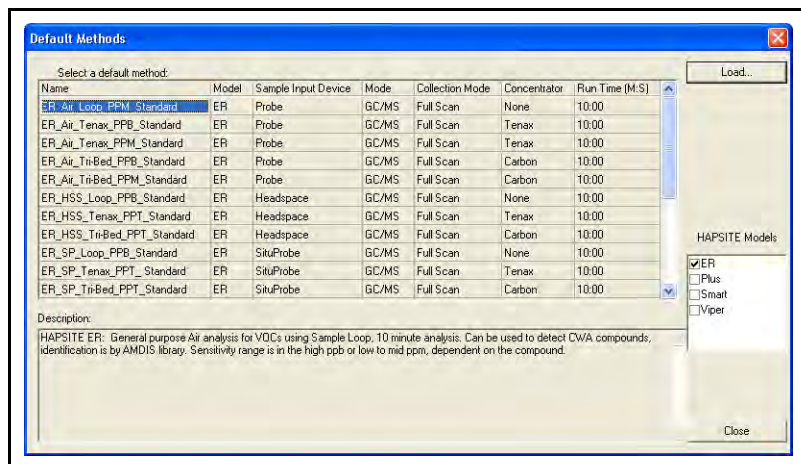 Default Methods
Select a default method:
Load...
Name Model Sample Input Device Mode Collection Mode Concentrator Run Time (M:S)
ER_Air_Loop_PPM_Standard ER Probe GC/MS Full Scan None 10:00
ER_Air_Tenax_PPB_Standard ER Probe GC/MS Full Scan Tenax 10:00
ER_Air_Tenax_PPM_Standard ER Probe GC/MS Full Scan Tenax 10:00
ER_Air_Tri-Bed_PPB_Standard ER Probe GC/MS Full Scan Carbon 10:00
ER_Air_Tri-Bed_PPM_Standard ER Probe GC/MS Full Scan Carbon 10:00
ER_HSS_Loop_PPB_Standard ER Headspace GC/MS Full Scan None 10:00
ER_HSS_Tenax_PPT_Standard ER Headspace GC/MS Full Scan Tenax 10:00
ER_HSS_Tri-Bed_PPT_Standard ER Headspace GC/MS Full Scan Carbon 10:00
ER_SP_Loop_PPB_Standard ER SituProbe GC/MS Full Scan None 10:00
ER_SP_Tenax_PPT_ Standard ER SituProbe GC/MS Full Scan Tenax 10:00
ER_SP_Tri-Bed_PPT_Standard ER SituProbe GC/MS Full Scan Carbon 10:00
HAPSITE Models
ER
Plus
Smart
Viper
Description:
HAPSITE ER: General purpose Air analysis for VOCs using Sample Loop, 10 minute analysis. Can be used to detect CWA compounds,
identification is by AMDIS library. Sensitivity range is in the high ppb or low to mid ppm, dependent on the compound.
Close